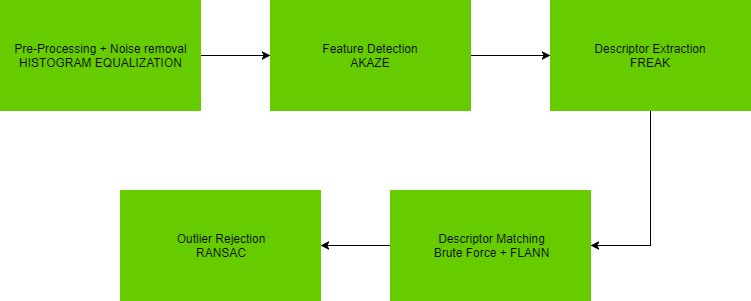 Pre-Processing + Noise removal
HISTOGRAM EQUALIZATION
Feature Detection
AKAZE
Descriptor Extraction
FREAK
Descriptor Matching
Brute Force + FLANN
Outlier Rejection
RANSAC